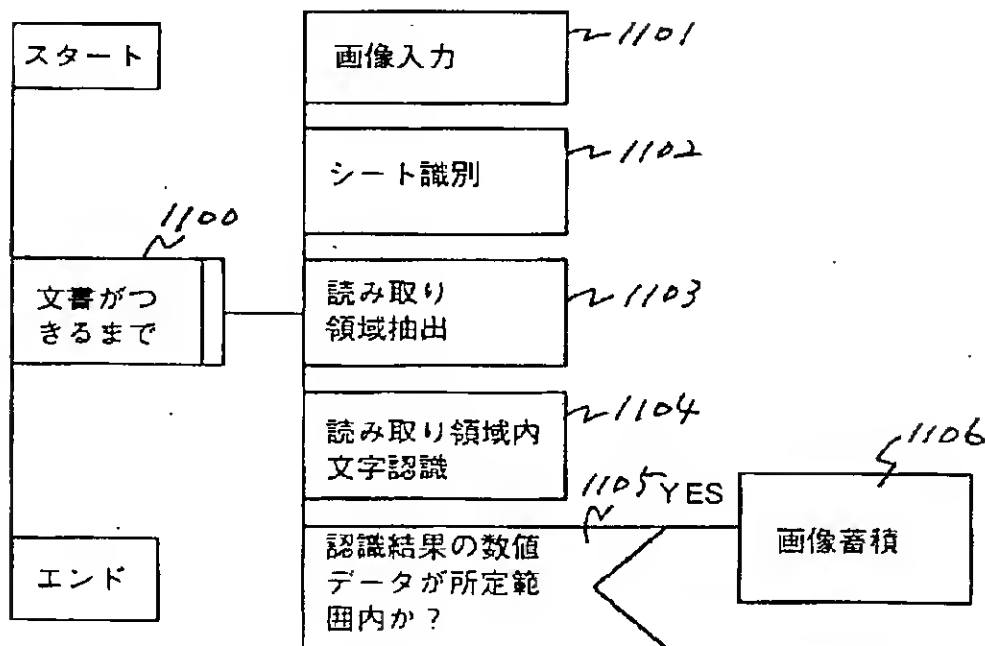 スタート
1100
文書がつ
きるまで
エンド
画像入力
1101
シート識別
1102
読み取り
領域抽出
1103
読み取り領域内
文字認識
1104
認識結果の数値
データが所定範
囲内か？
1105
YES
画像蓄積
1106